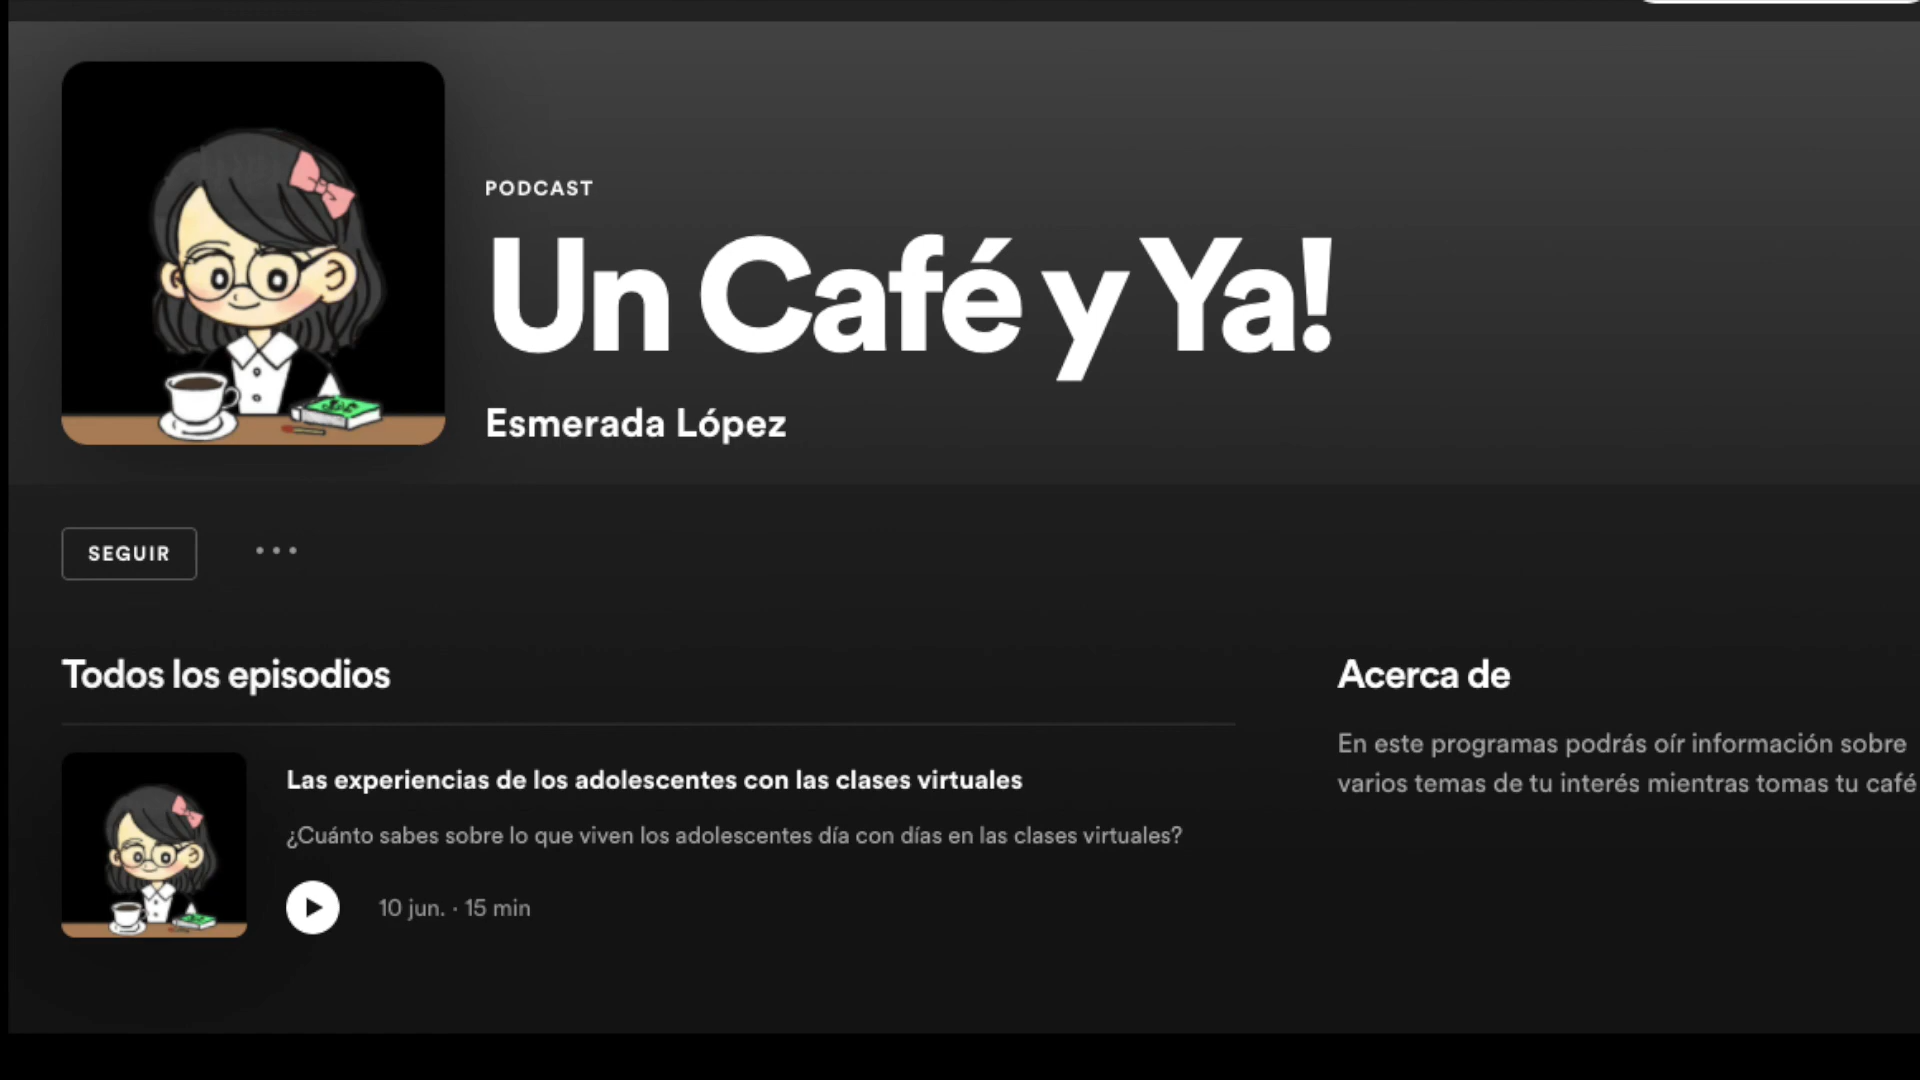 PODCAST
Un Café y Ya!
Esmerada López
SEGUIR
Todos los episodios
Las experiencias de los adolescentes con las clases virtuales
¿Cuánto sabes sobre lo que viven los adolescentes día con días en las clases virtuales?
10 jun. · 15 min
Acerca de
En este programas podrás oír información sobre
varios temas de tu interés mientras tomas tu café